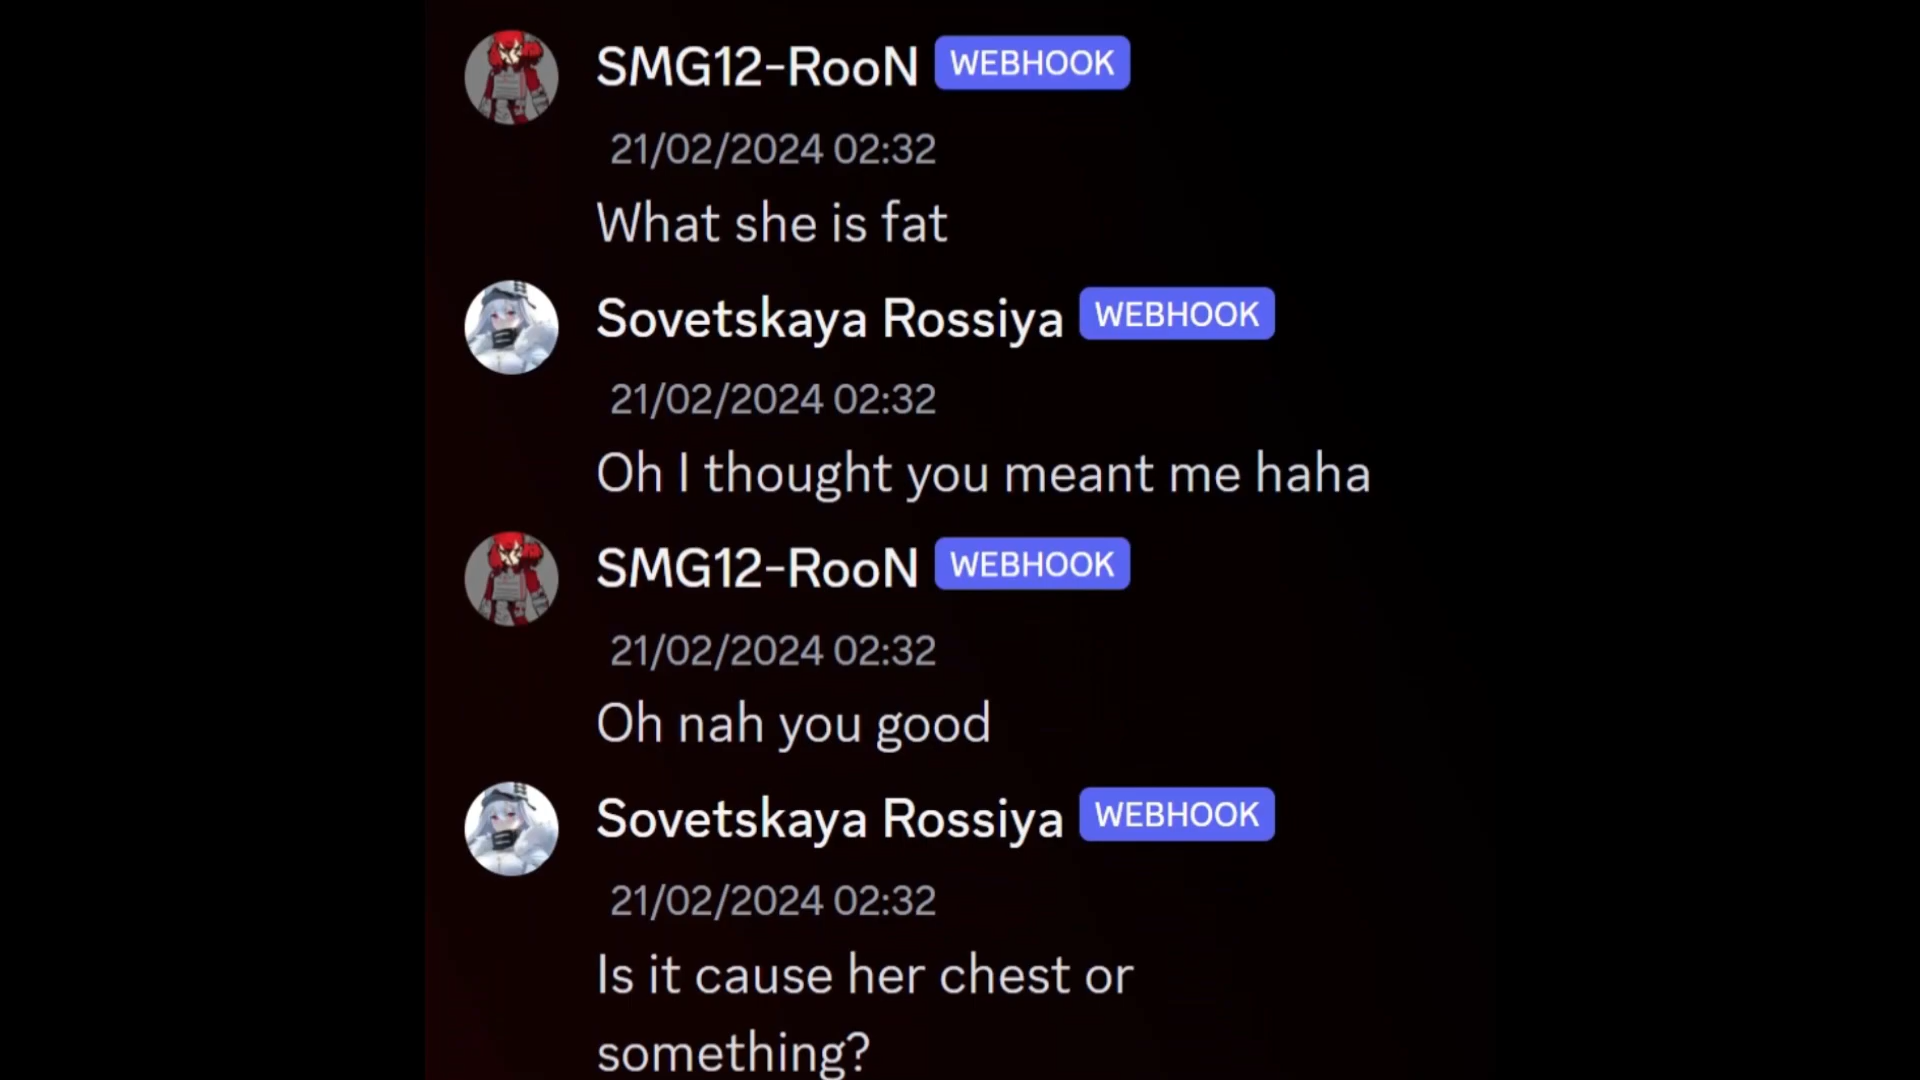 SMG12-RooN WEBHOOK
21/02/2024 02:32
What she is fat
Sovetskaya Rossiya WEBHOOK
21/02/2024 02:32
Oh I thought you meant me haha
SMG12-RooN WEBHOOK
21/02/2024 02:32
Oh nah you good
Sovetskaya Rossiya WEBHOOK
21/02/2024 02:32
Is it cause her chest or
something?